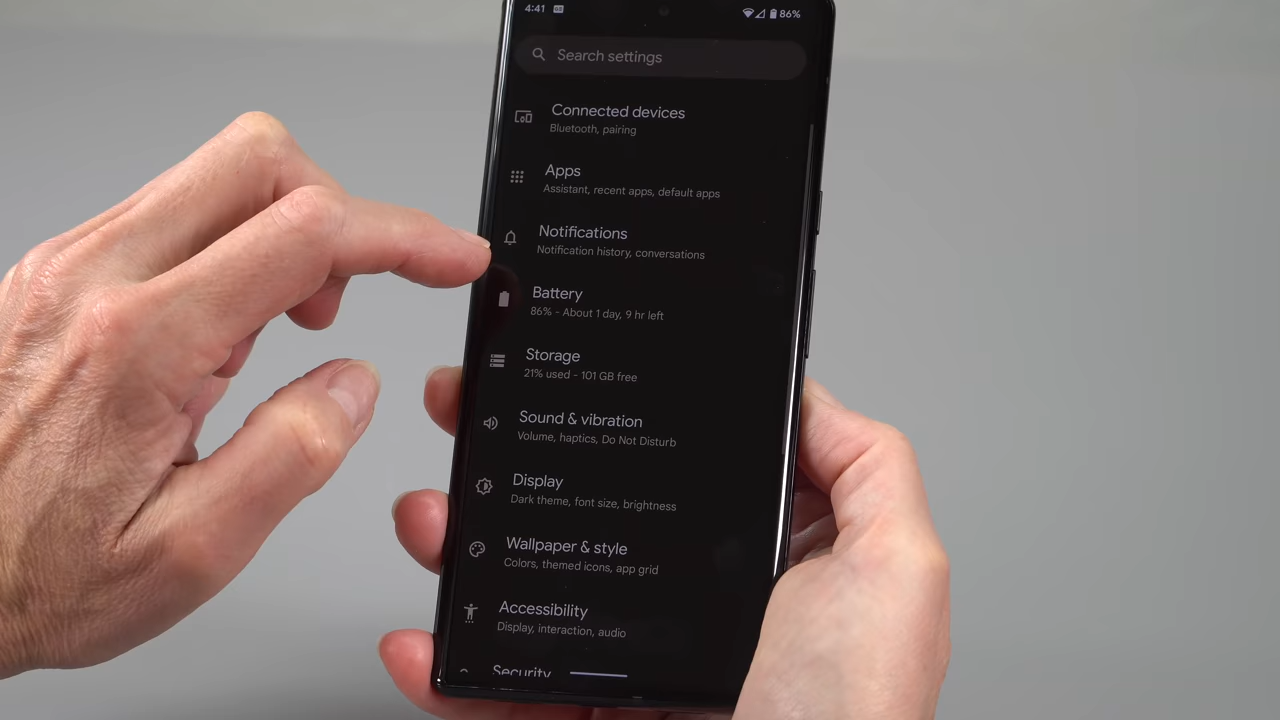 4:41
86%
Search settings
Connected devices
Bluetooth, pairing
Apps
Assistant, recent apps, default apps
Notifications
Notification history, conversations
Battery
86% - About 1 day, 9 hr left
Storage
21% used - 101 GB free
Sound & vibration
Volume, haptics, Do Not Disturb
Display
Dark theme, font size, brightness
Wallpaper & style
Colors, themed icons, app grid
Accessibility
Display, interaction, audio
Security